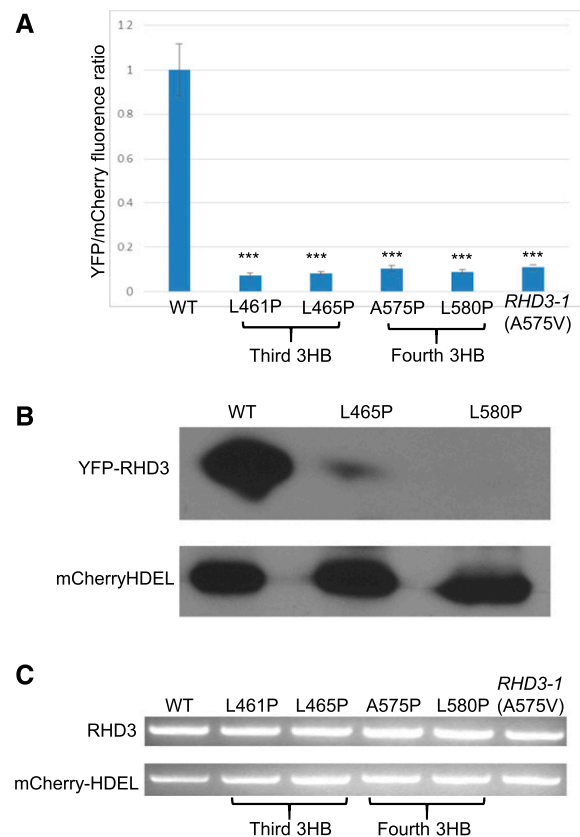 A
YFP/mCherry fluorence ratio
12
1
0.8
0.6
0.4
0.2
0
*** *** *** *** ***
WT L461P L465P A575P L580P RHD3-1
(A575V)
Third 3HB Fourth 3HB
B
WT L465P L580P
YFP-RHD3
mCherryHDEL
C
RHD3-1
WT L461P L465P A575P L580P (A575V)
RHD3
mCherry-HDEL
Third 3HB Fourth 3HB